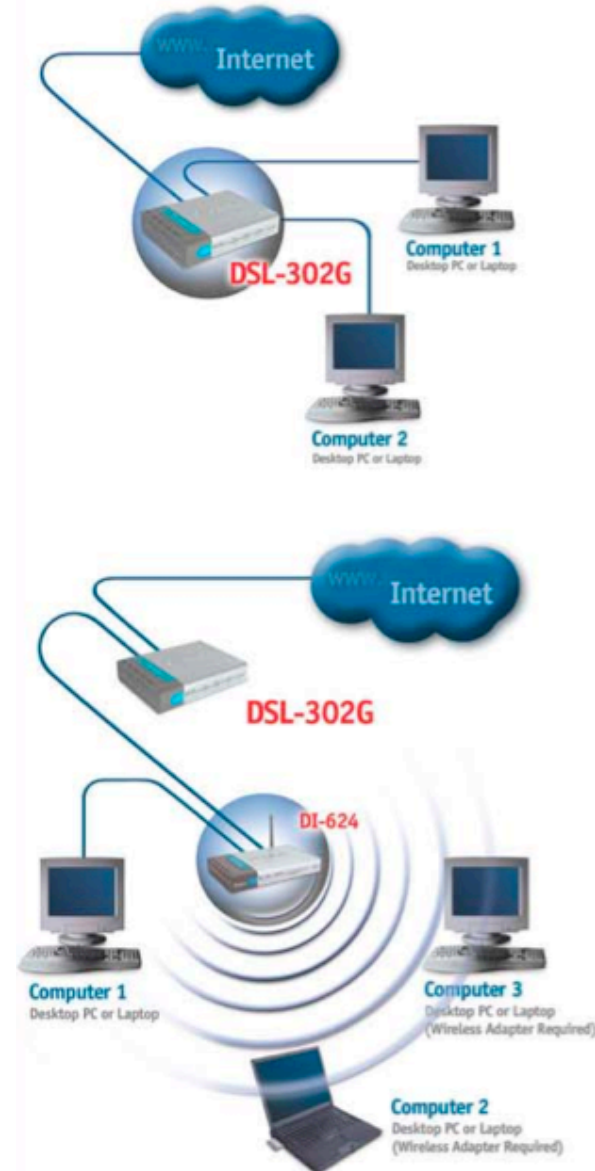 www.
Internet
Computer 1
Desktop PC or Laptop
DSL-302G
Computer 2
Desktop PC or Laptop
www.
Internet
DSL-302G
DI-624
Computer 1
Desktop PC or Laptop
Computer 3
Desktop PC or Laptop
(Wireless Adapter Required)
Computer 2
Desktop PC or Laptop
(Wireless Adapter Required)